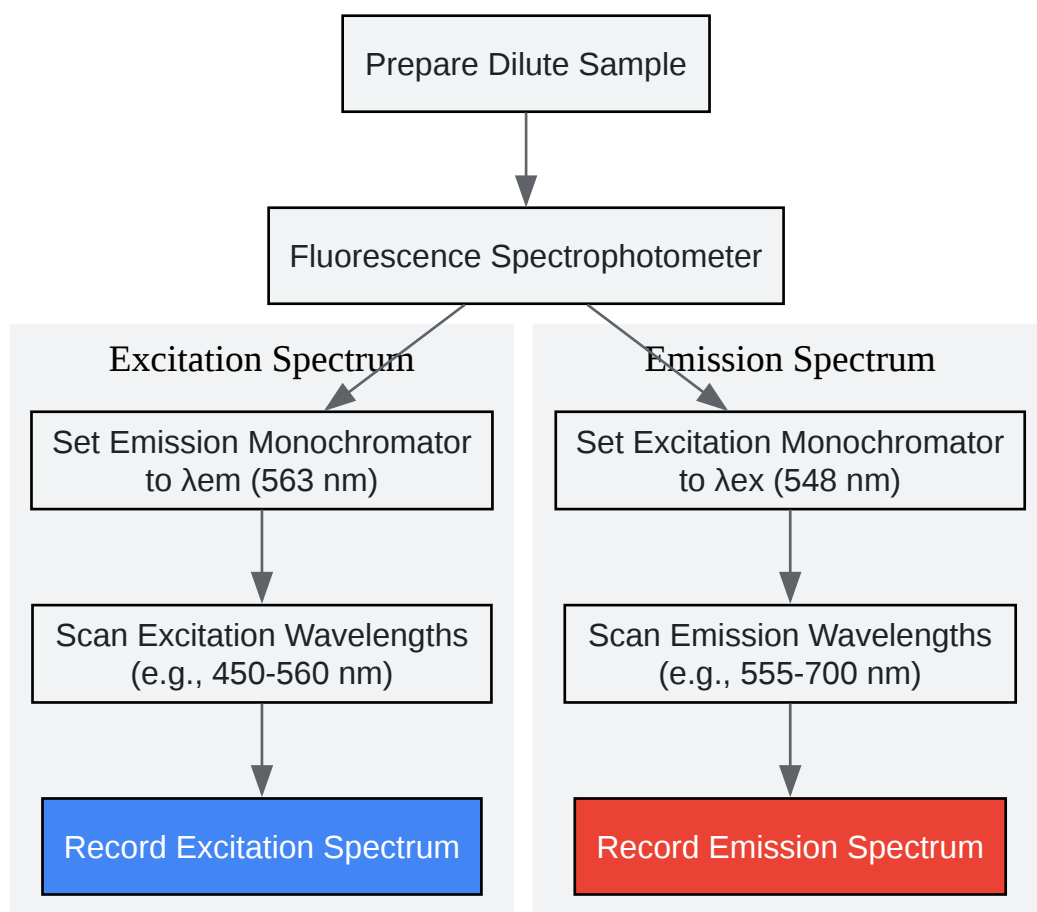 Prepare Dilute Sample
Fluorescence Spectrophotometer
Excitation Spectrum
Set Emission Monochromator
to λem (563 nm)
Scan Excitation Wavelengths
(e.g., 450-560 nm)
Record Excitation Spectrum
Emission Spectrum
Set Excitation Monochromator
to λex (548 nm)
Scan Emission Wavelengths
(e.g., 555-700 nm)
Record Emission Spectrum